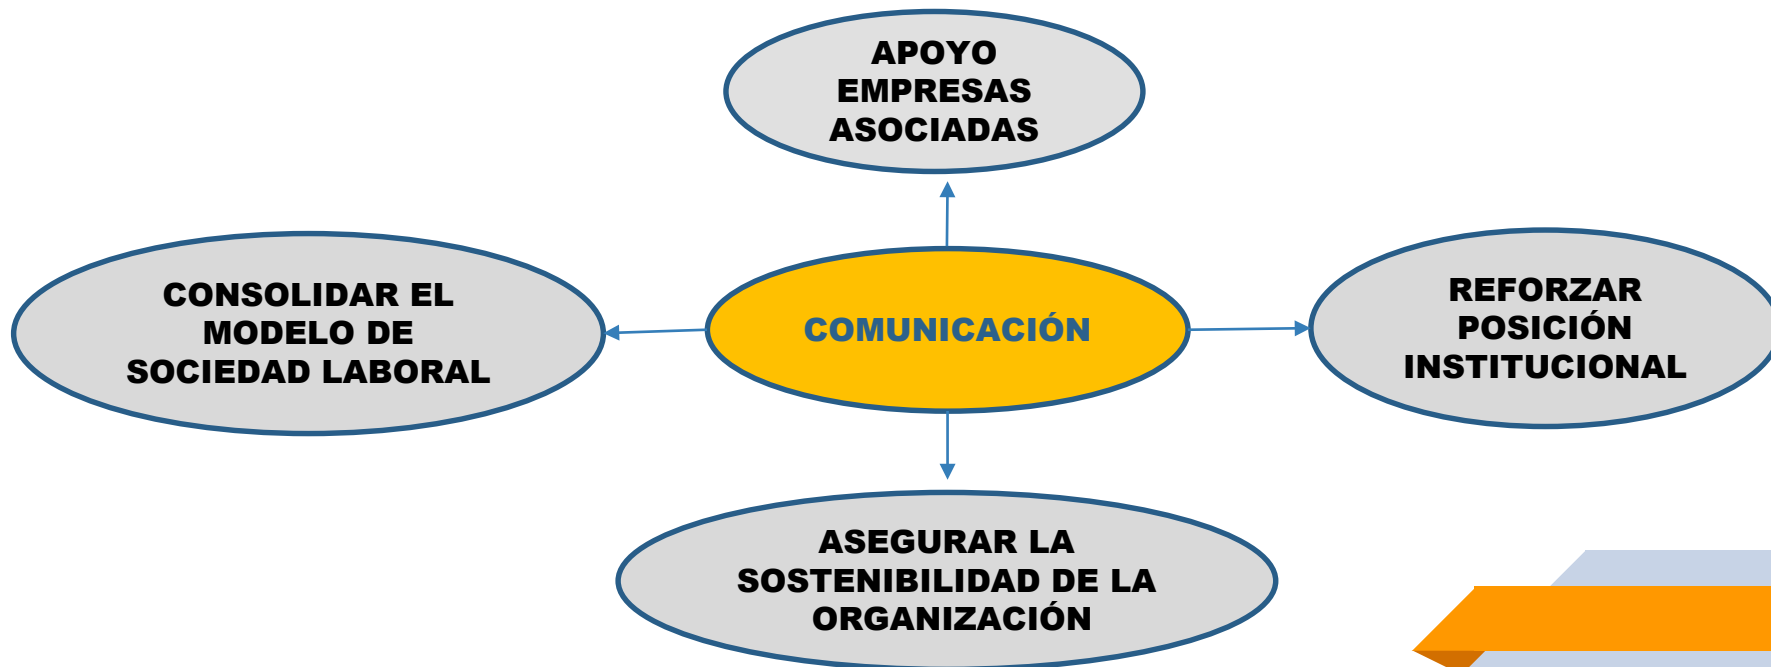 APOYO
EMPRESAS
ASOCIADAS
CONSOLIDAR EL
MODELO DE
SOCIEDAD LABORAL
COMUNICACIÓN
REFORZAR
POSICIÓN
INSTITUCIONAL
ASEGURAR LA
SOSTENIBILIDAD DE LA
ORGANIZACIÓN